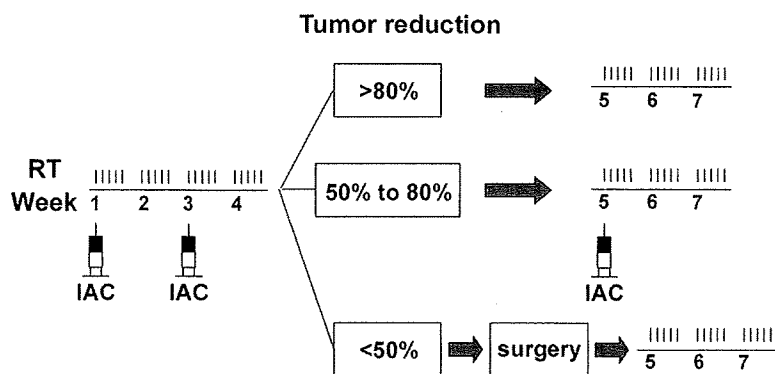 Tumor reduction
>80%
5 6 7
RT
Week 1 2 3 4
50% to 80%
5 6 7
IAC IAC
IAC
<50% surgery
5 6 7